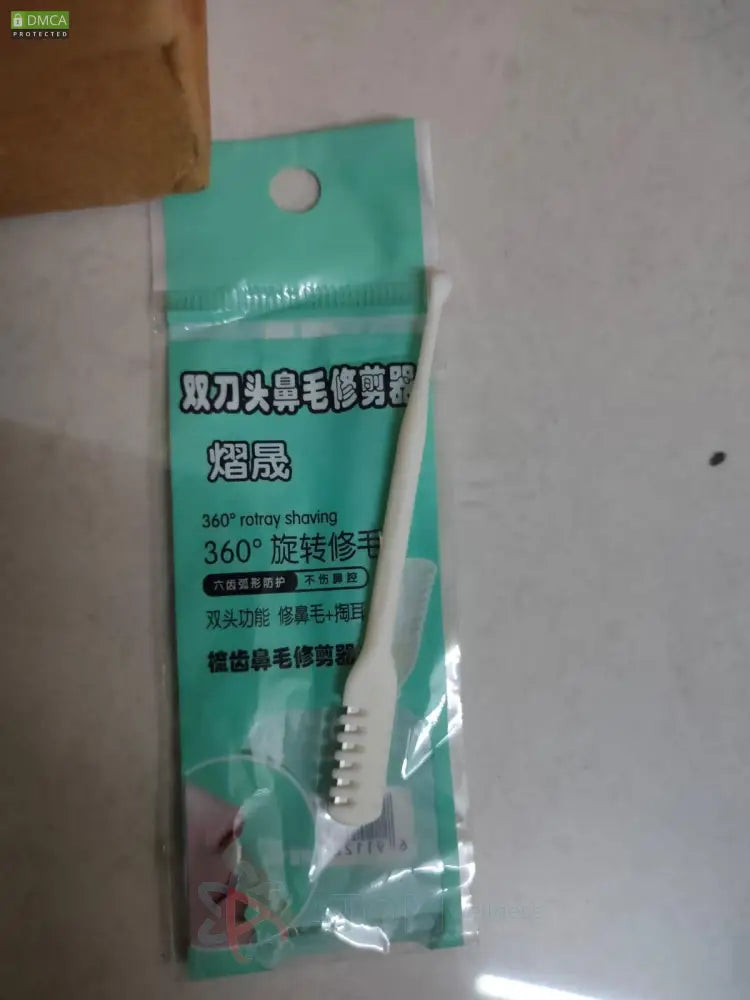 DMCA
PROTECTED
双刀头鼻毛修剪器
熠晟
360° rotray shaving
360° 旋转修毛
六齿弧形防护 不伤鼻控
双头功能 修鼻毛+掏耳
梳齿鼻毛修剪器
Wellness